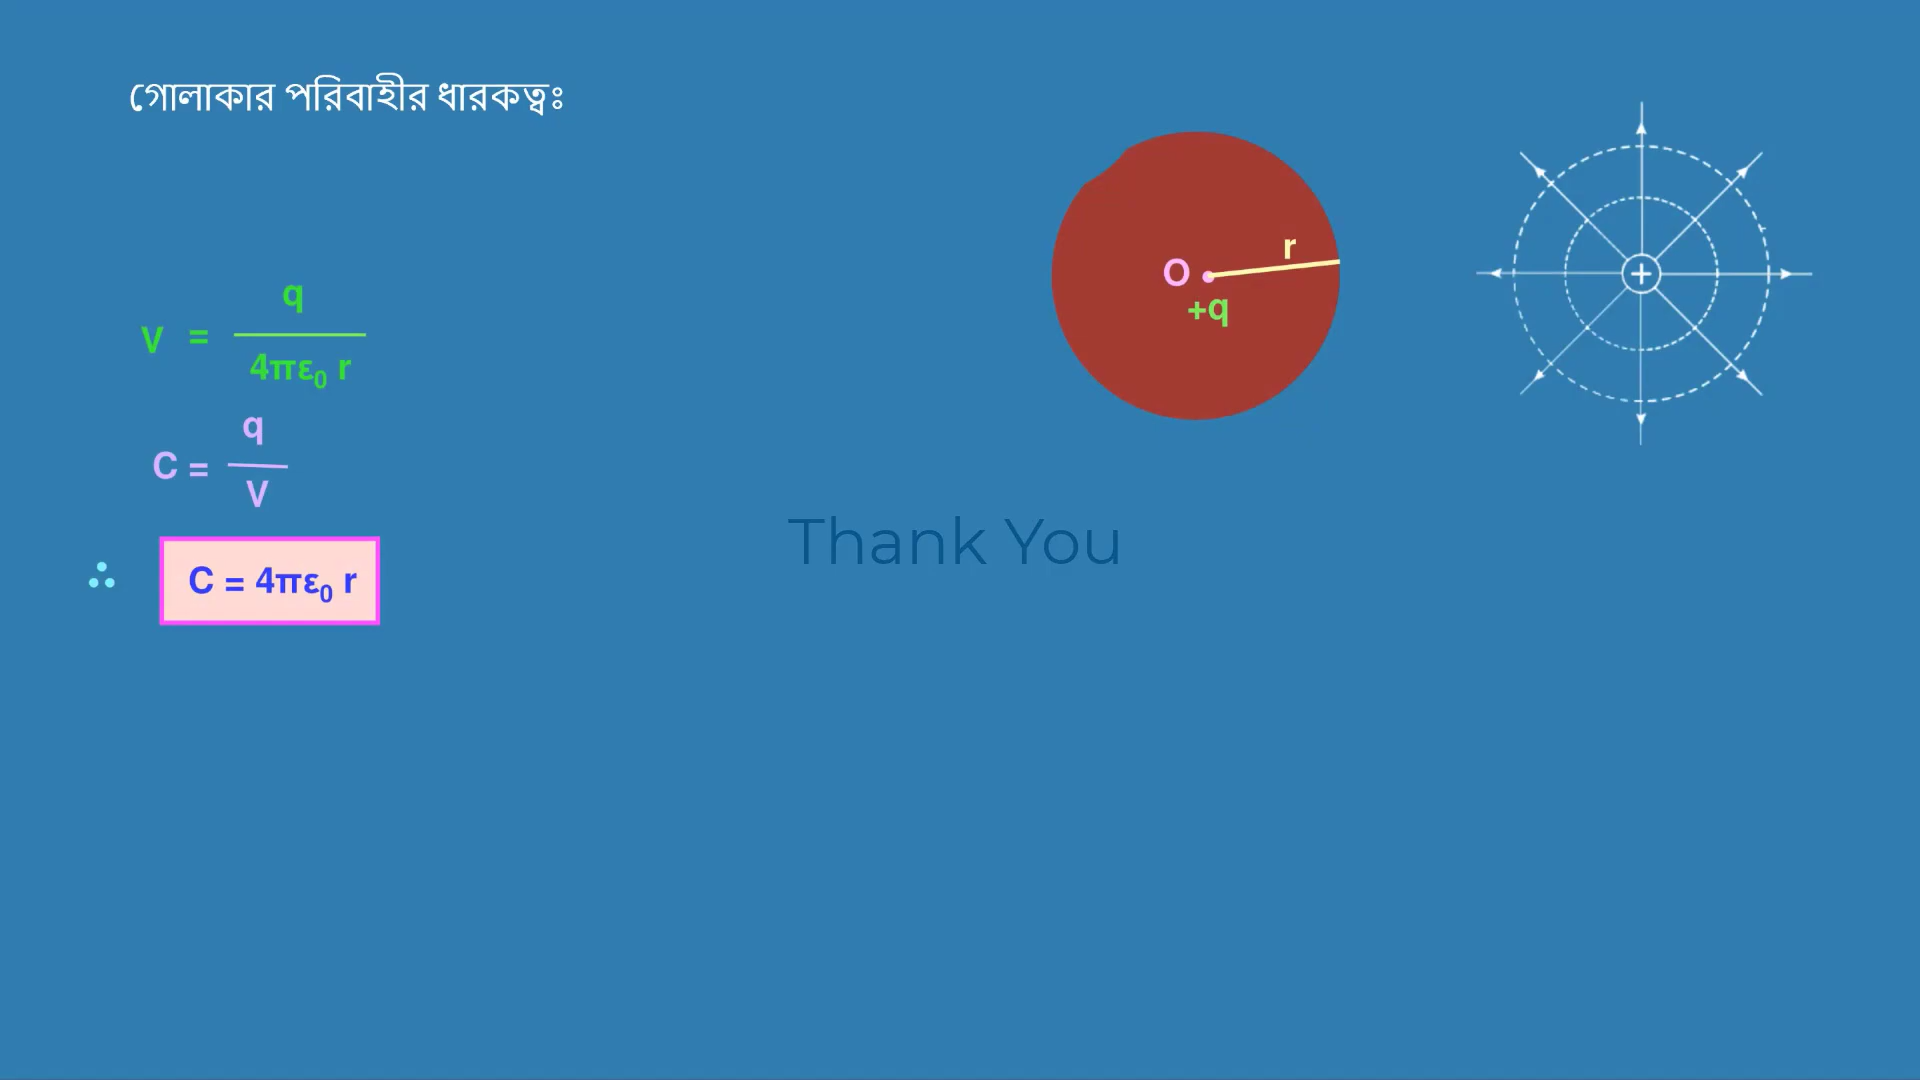 গোলাকার পরিবাহীর ধারকত্বঃ
V = q / 4πε₀ r
C = q / V
∴ C = 4πε₀ r
r
O
+q
+
Thank You